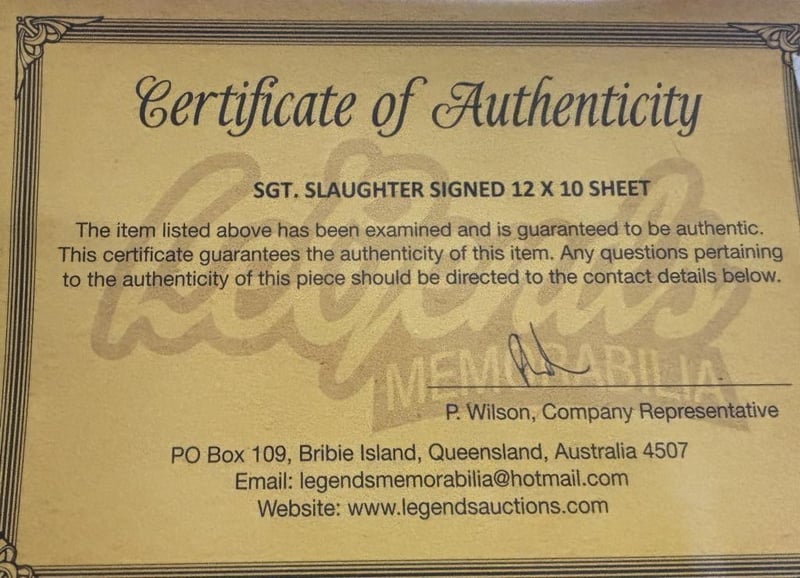 Certificate of Authenticity
SGT. SLAUGHTER SIGNED 12 X 10 SHEET
The item listed above has been examined and is guaranteed to be authentic.
This certificate guarantees the authenticity of this item. Any questions pertaining
to the authenticity of this piece should be directed to the contact details below.
Legends
MEMORABILIA
P. Wilson, Company Representative
PO Box 109, Bribie Island, Queensland, Australia 4507
Email: legendsmemorabilia@hotmail.com
Website: www.legendsauctions.com